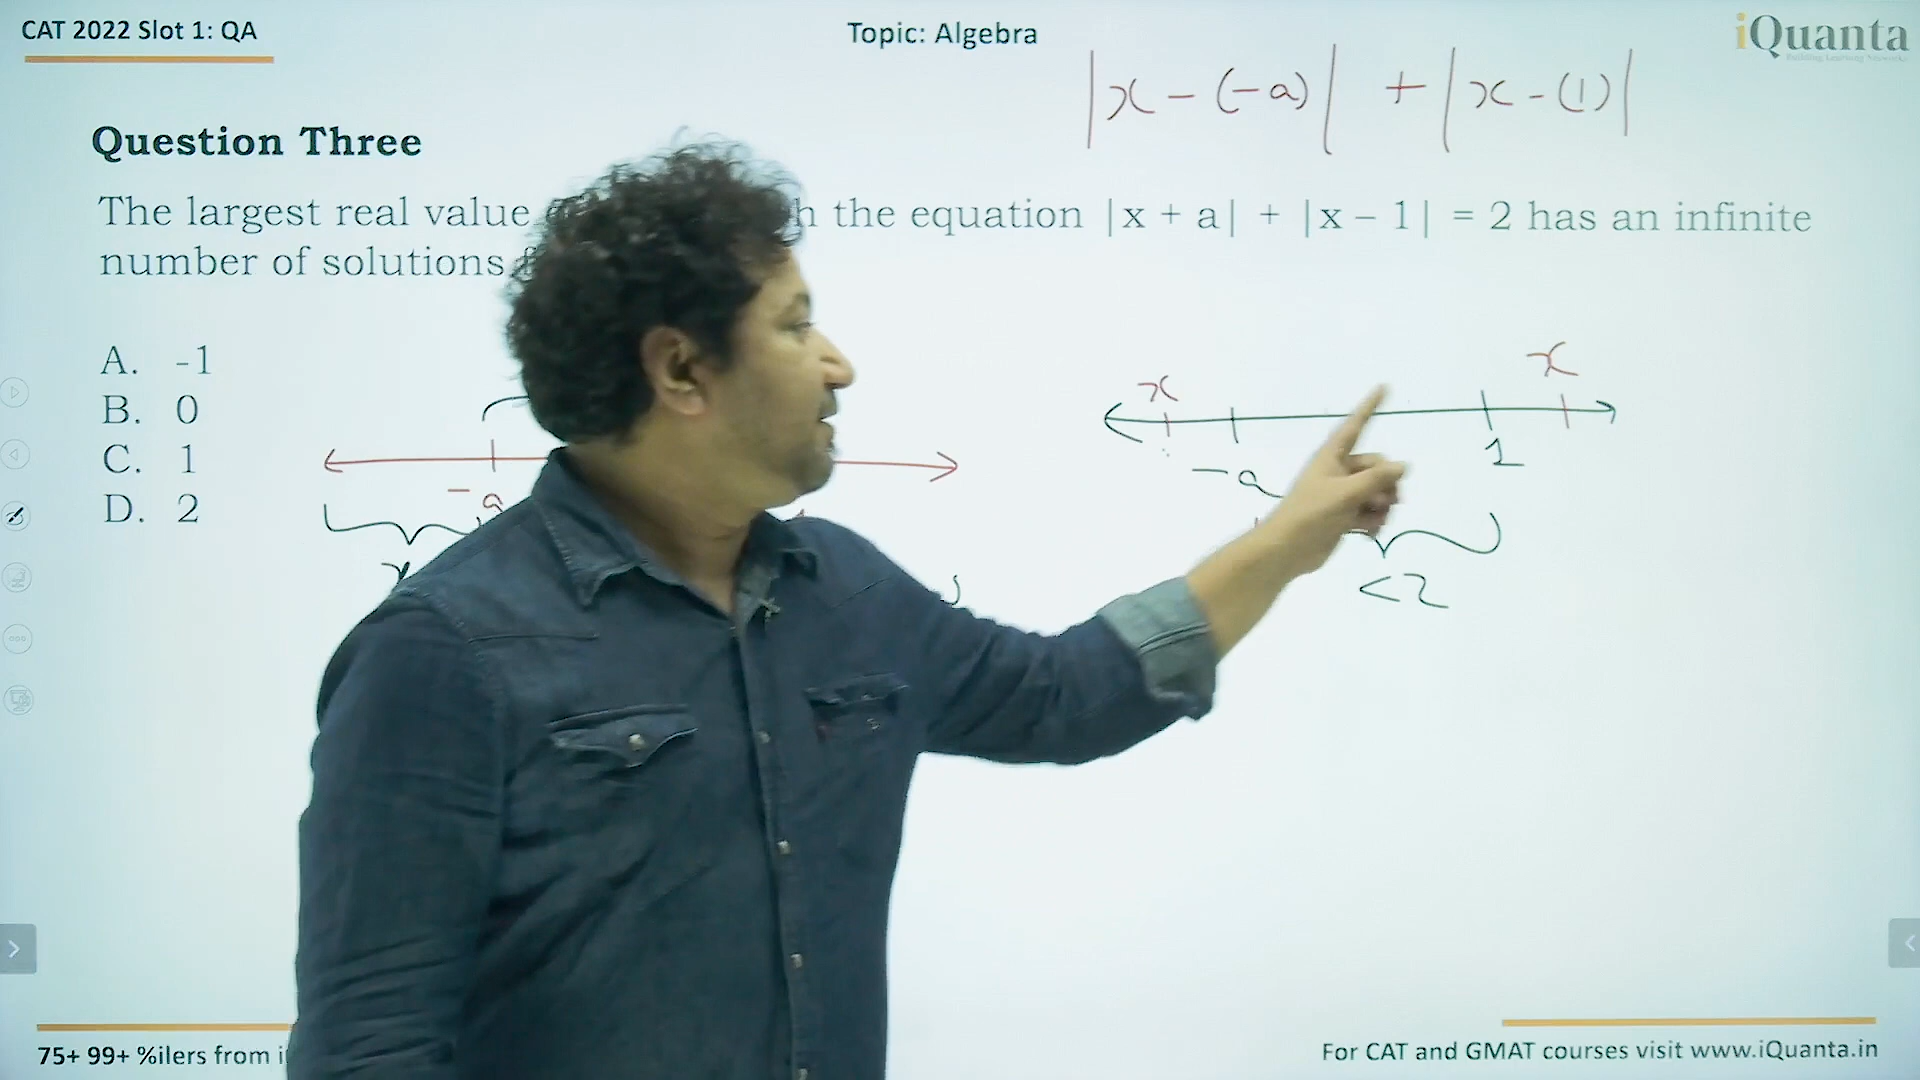 CAT 2022 Slot 1: QA
Topic: Algebra
iQuanta
|x - (-a)| + |x - (1)|
Question Three
The largest real value h the equation |x + a| + |x – 1| = 2 has an infinite
number of solutions
A. -1
B. 0
C. 1
D. 2
x
x
-a
1
-a
<2
75+ 99+ %ilers from i
For CAT and GMAT courses visit www.iQuanta.in